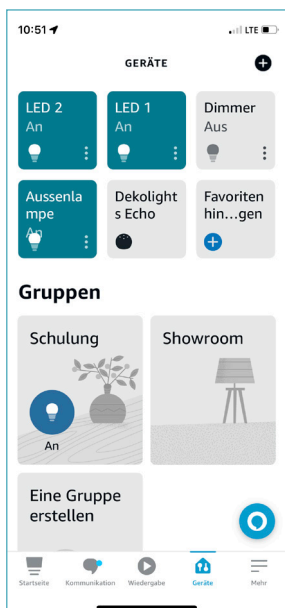 10:51
LTE
GERÄTE
LED 2
An
LED 1
An
Dimmer
Aus
Aussenla
mpe
An
Dekolight
s Echo
Favoriten
hin...gen
Gruppen
Schulung
An
Showroom
Eine Gruppe
erstellen
Startseite
Kommunikation
Wiedergabe
Geräte
Mehr